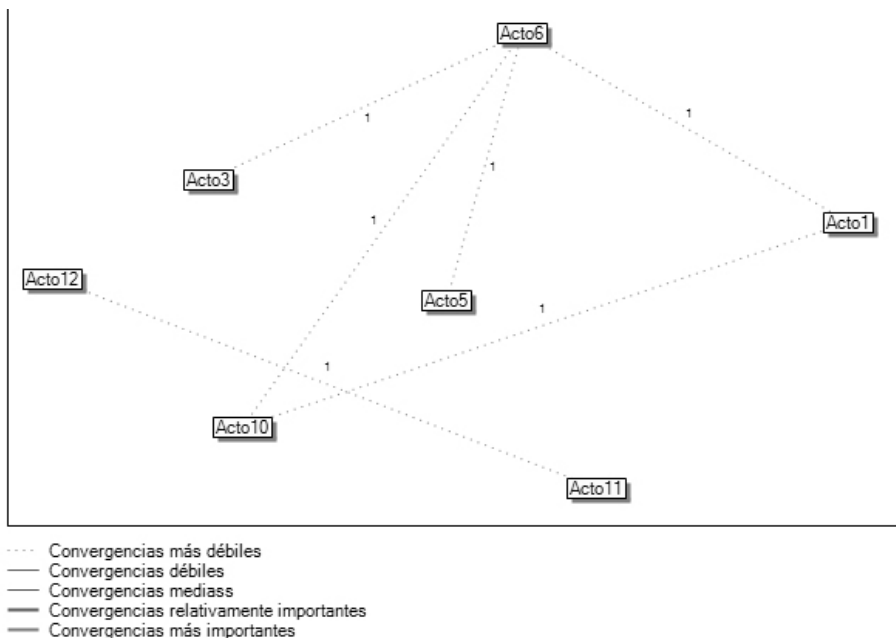 Acto6
1
1
Acto3
1
1
Acto1
Acto12
Acto5
1
1
Acto10
Acto11
Convergencias más débiles
Convergencias débiles
Convergencias mediass
Convergencias relativamente importantes
Convergencias más importantes